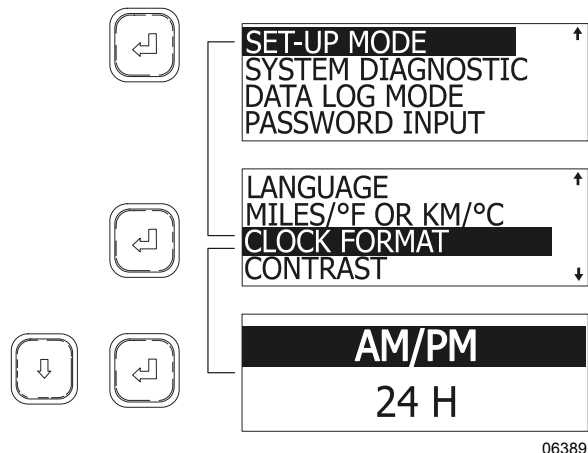 SET-UP MODE
SYSTEM DIAGNOSTIC
DATA LOG MODE
PASSWORD INPUT
LANGUAGE
MILES/°F OR KM/°C
CLOCK FORMAT
CONTRAST
AM/PM
24 H
06389